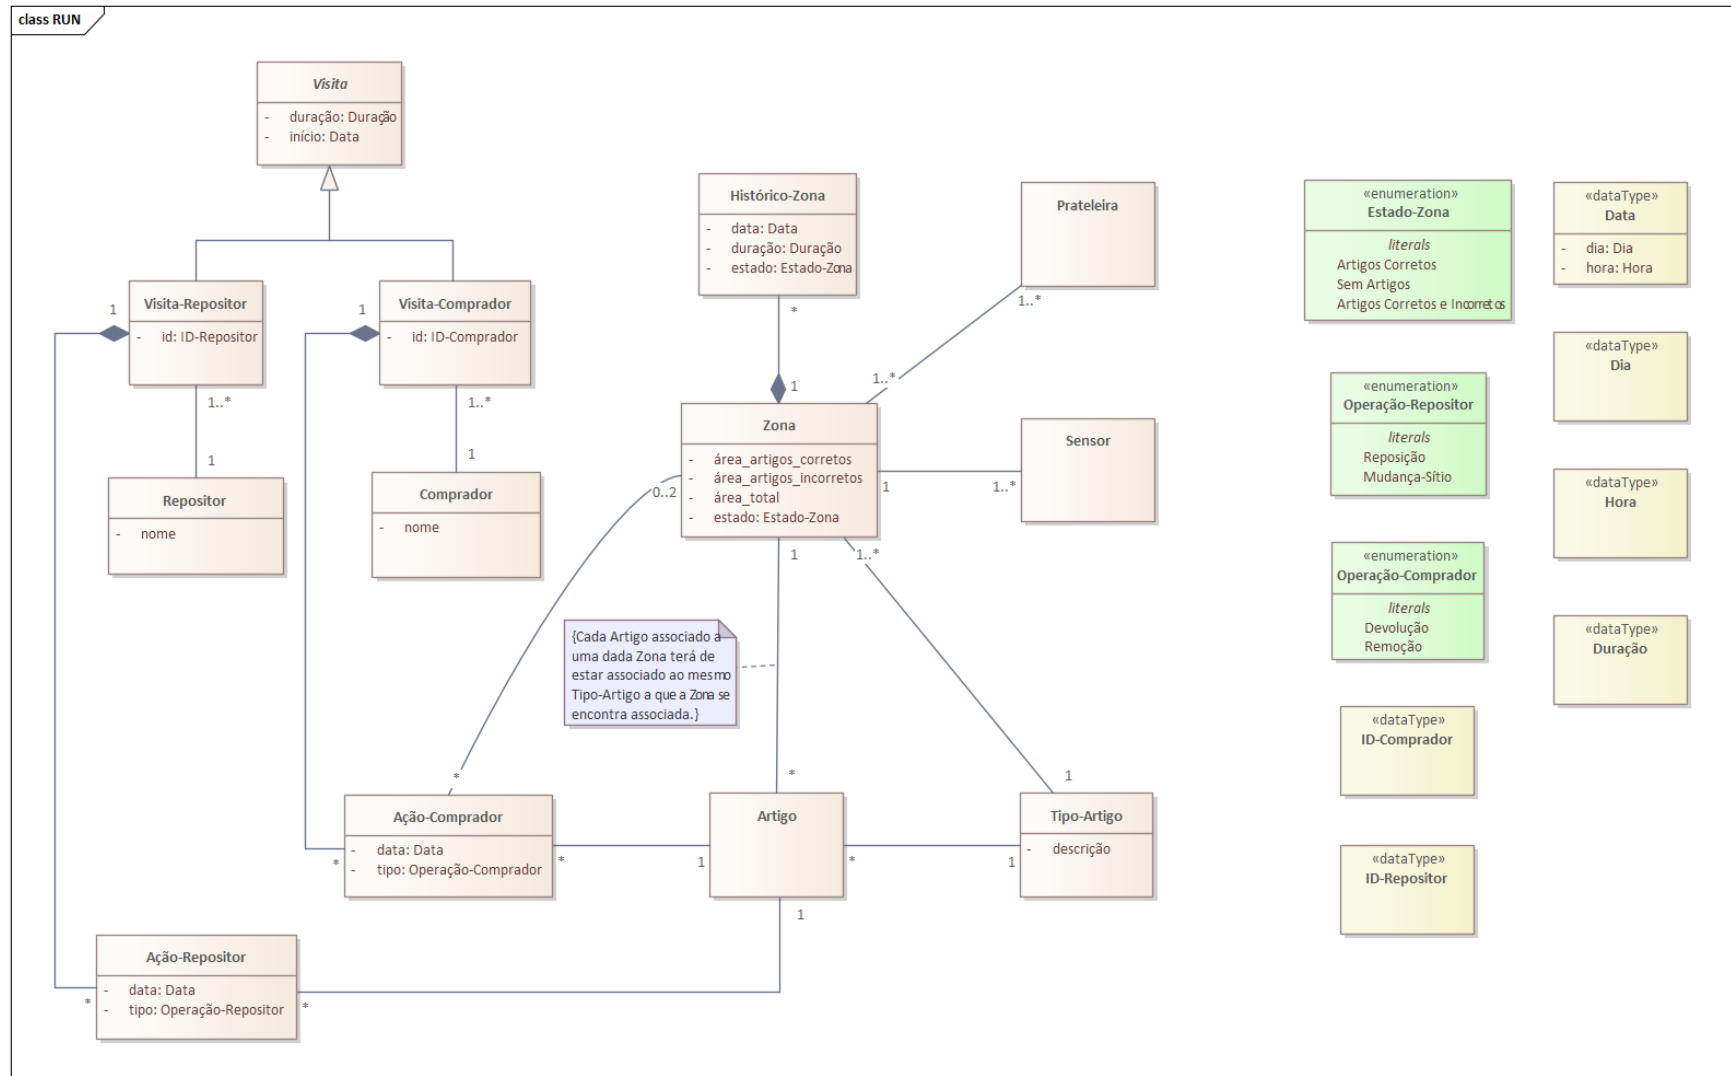 class RUN
Visita
- duração: Duração
- início: Data
Visita-Repositor
- id: ID-Repositor
Visita-Comprador
- id: ID-Comprador
1
1
1..*
1
1..*
1
Repositor
- nome
Comprador
- nome
Histórico-Zona
- data: Data
- duração: Duração
- estado: Estado-Zona
*
1
Prateleira
1..*
1..*
Zona
- área_artigos_corretos
- área_artigos_incorretos
- área_total
- estado: Estado-Zona
Sensor
1
1..*
0..2
1
1..*
{Cada Artigo associado a
uma dada Zona terá de
estar associado ao mesmo
Tipo-Artigo a que a Zona se
encontra associada.}
*
*
1
Ação-Comprador
- data: Data
- tipo: Operação-Comprador
*
*
1
Artigo
*
1
Tipo-Artigo
- descrição
1
Ação-Repositor
- data: Data
- tipo: Operação-Repositor
*
*
«enumeration»
Estado-Zona
literals
Artigos Corretos
Sem Artigos
Artigos Corretos e Incorretos
«enumeration»
Operação-Repositor
literals
Reposição
Mudança-Sítio
«enumeration»
Operação-Comprador
literals
Devolução
Remoção
«dataType»
ID-Comprador
«dataType»
ID-Repositor
«dataType»
Data
- dia: Dia
- hora: Hora
«dataType»
Dia
«dataType»
Hora
«dataType»
Duração